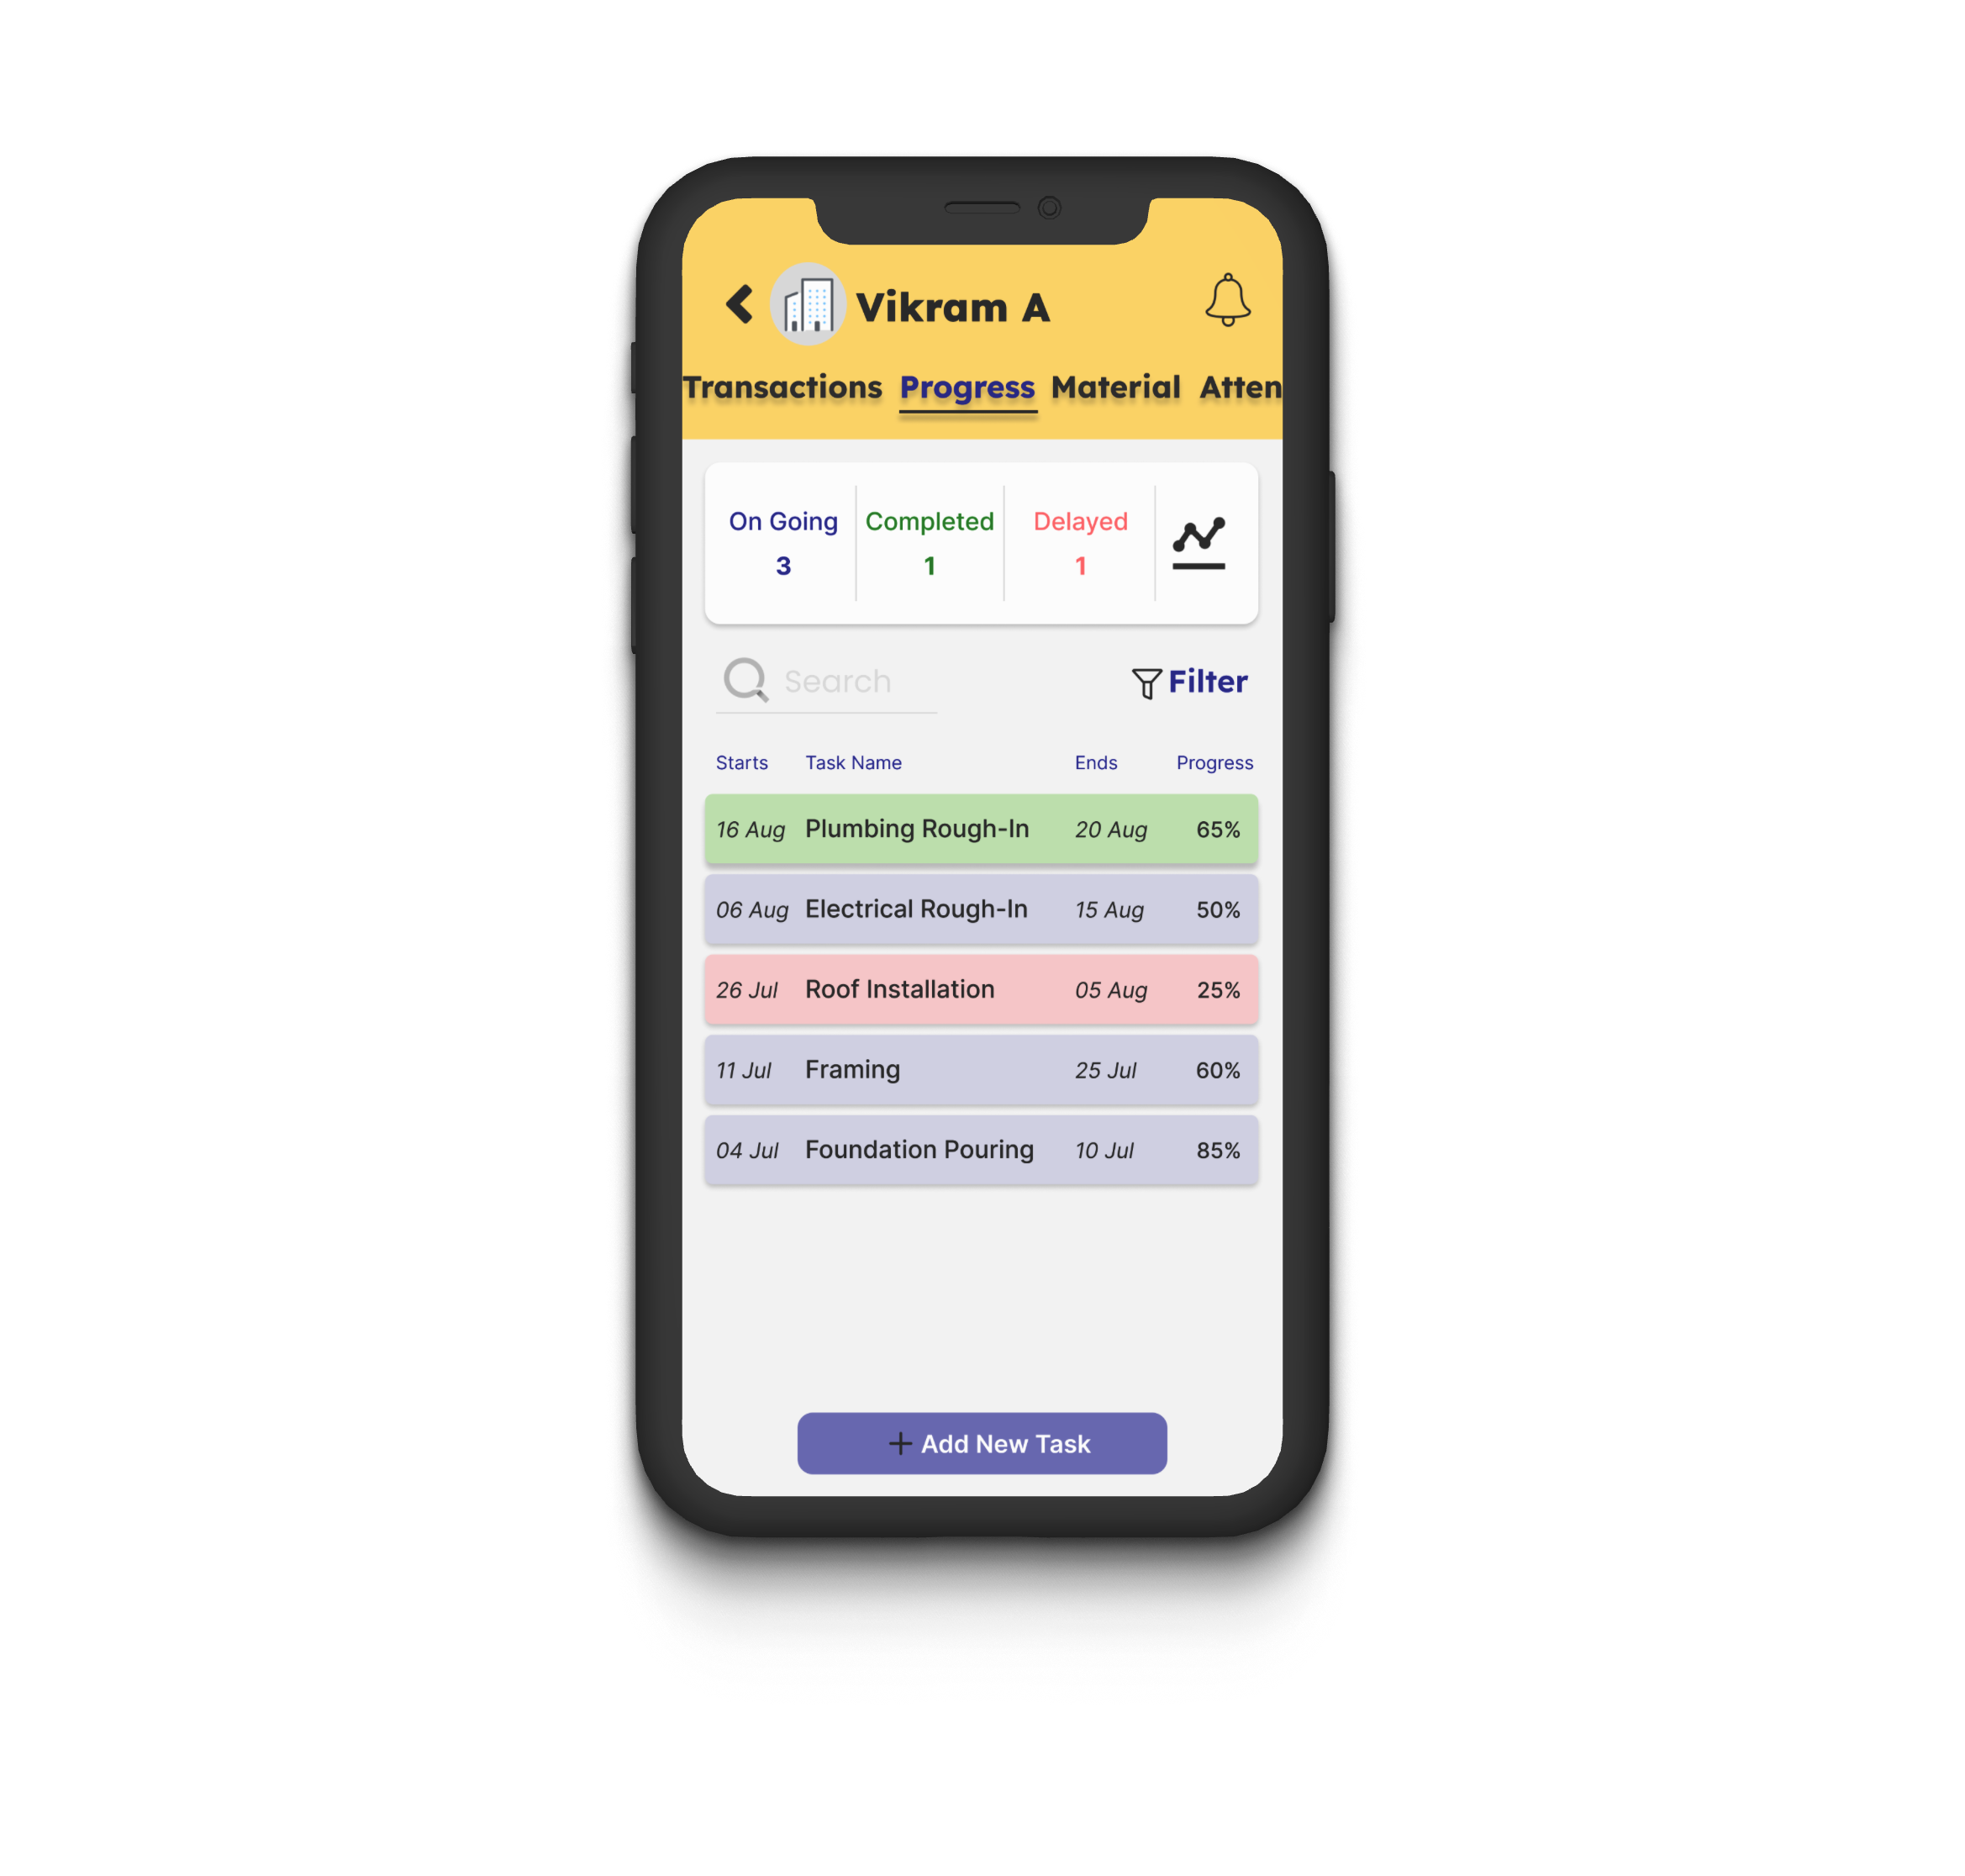 Vikram A
Transactions Progress Material Atten
On Going Completed Delayed
3 1 1
Search Filter
Starts Task Name Ends Progress
16 Aug Plumbing Rough-In 20 Aug 65%
06 Aug Electrical Rough-In 15 Aug 50%
26 Jul Roof Installation 05 Aug 25%
11 Jul Framing 25 Jul 60%
04 Jul Foundation Pouring 10 Jul 85%
+ Add New Task